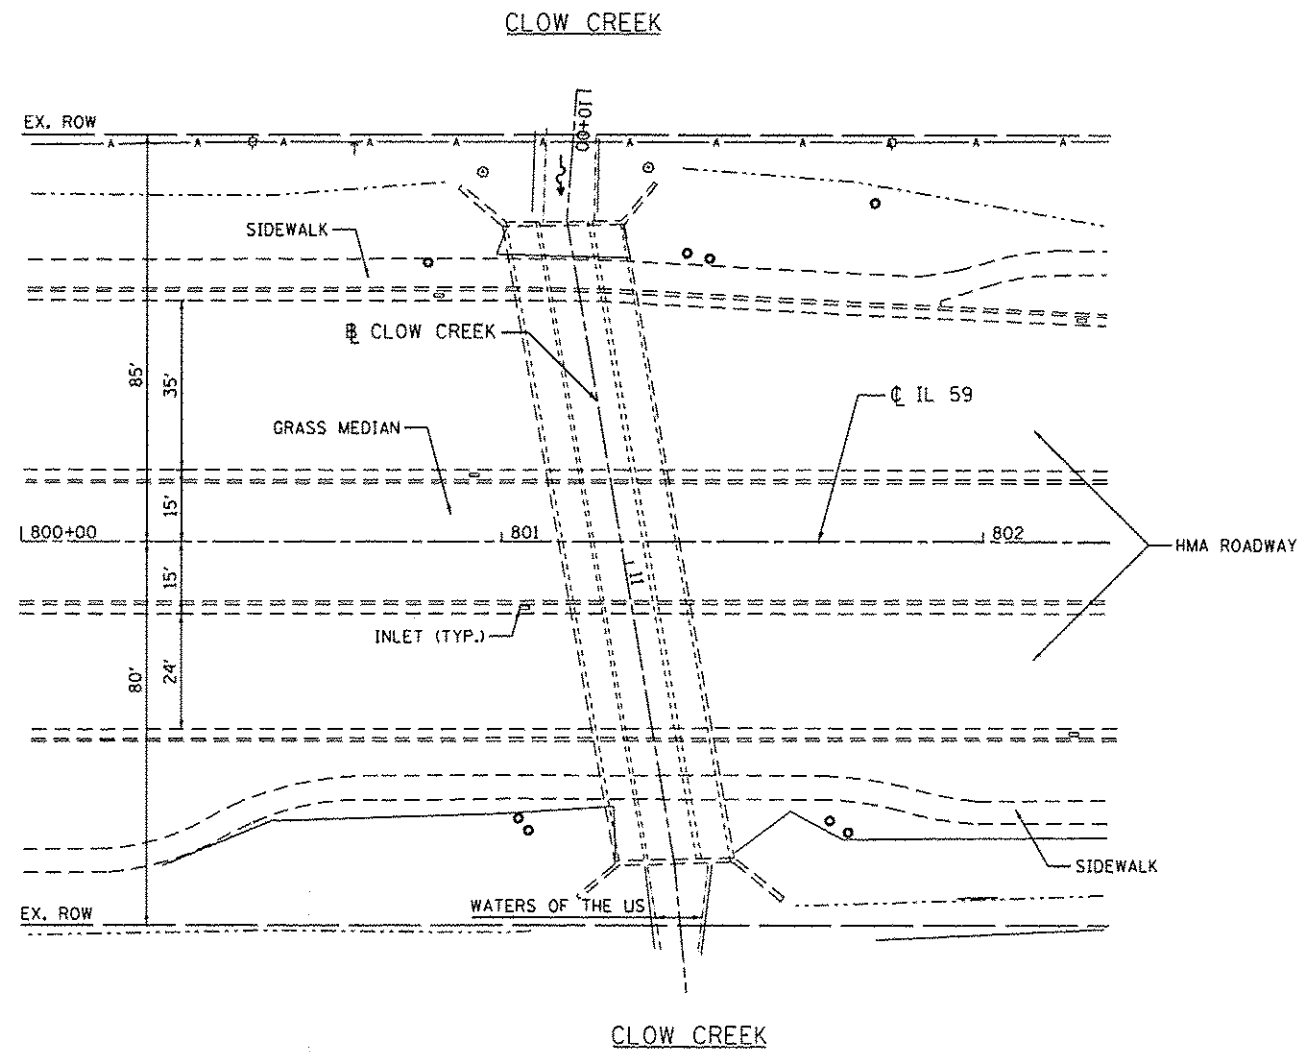 CLOW CREEK
EX. ROW
10+00
SIDEWALK
℄ CLOW CREEK
85'
35'
℄ IL 59
GRASS MEDIAN
15'
800+00
801
802
HMA ROADWAY
15'
11
INLET (TYP.)
80'
24'
SIDEWALK
WATERS OF THE US
EX. ROW
CLOW CREEK